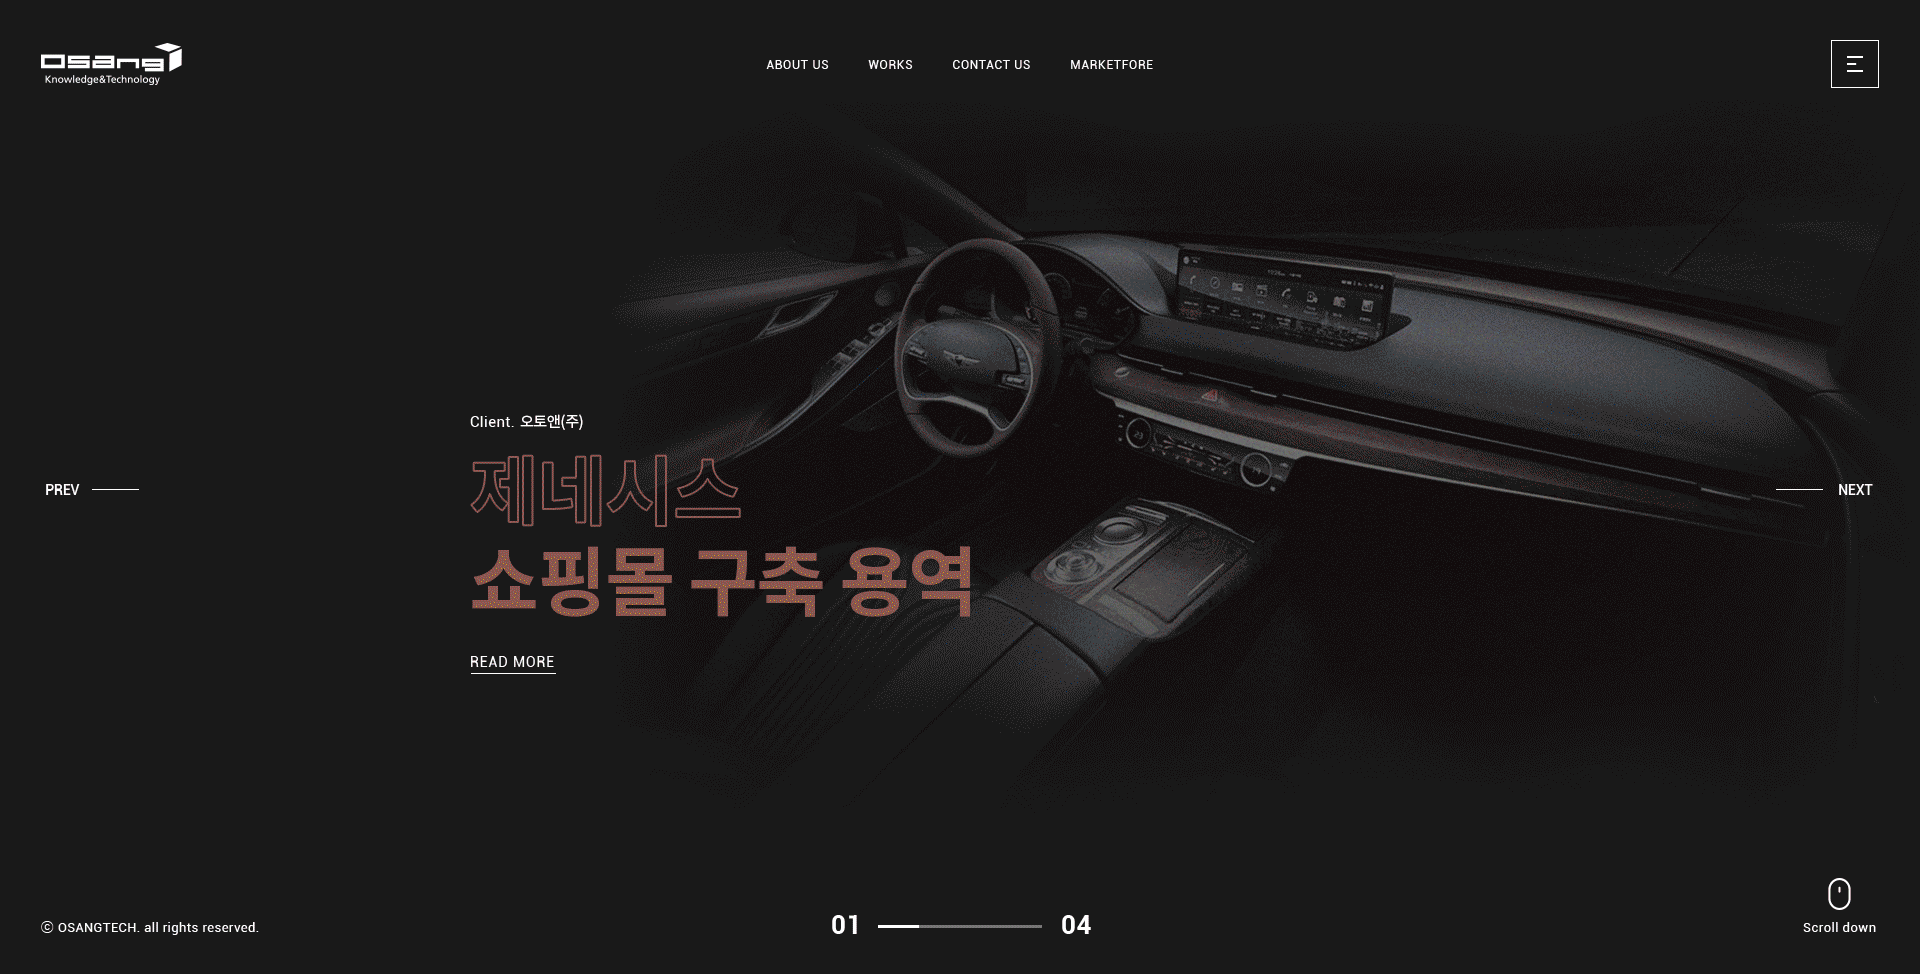 Osang
Knowledge&Technology
ABOUT US
WORKS
CONTACT US
MARKETFORE
Client. 오토앤(주)
제네시스
쇼핑몰 구축 용역
READ MORE
PREV
NEXT
ⓒ OSANGTECH. all rights reserved.
01
04
Scroll down